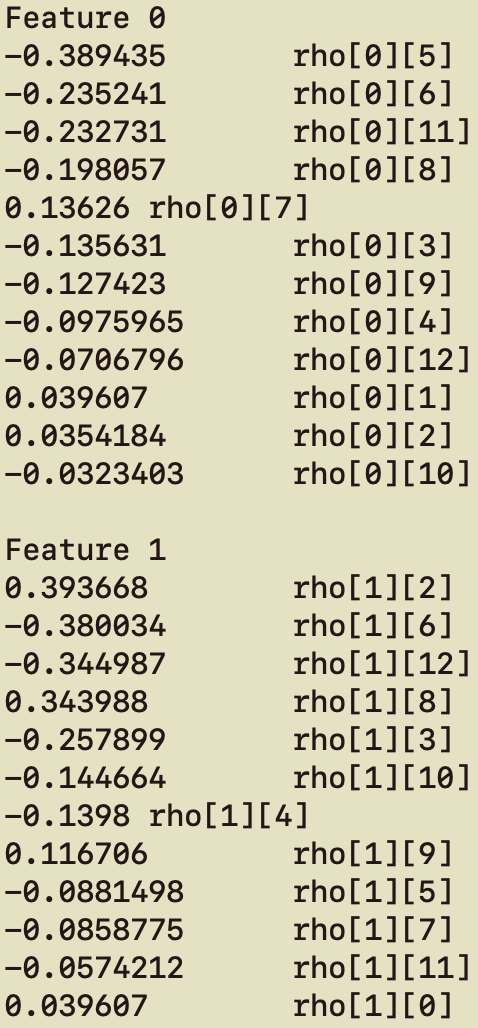 Feature 0
−0.389435 rho[0][5]
−0.235241 rho[0][6]
−0.232731 rho[0][11]
−0.198057 rho[0][8]
0.13626 rho[0][7]
−0.135631 rho[0][3]
−0.127423 rho[0][9]
−0.0975965 rho[0][4]
−0.0706796 rho[0][12]
0.039607 rho[0][1]
0.0354184 rho[0][2]
−0.0323403 rho[0][10]
Feature 1
0.393668 rho[1][2]
−0.380034 rho[1][6]
−0.344987 rho[1][12]
0.343988 rho[1][8]
−0.257899 rho[1][3]
−0.144664 rho[1][10]
−0.1398 rho[1][4]
0.116706 rho[1][9]
−0.0881498 rho[1][5]
−0.0858775 rho[1][7]
−0.0574212 rho[1][11]
0.039607 rho[1][0]